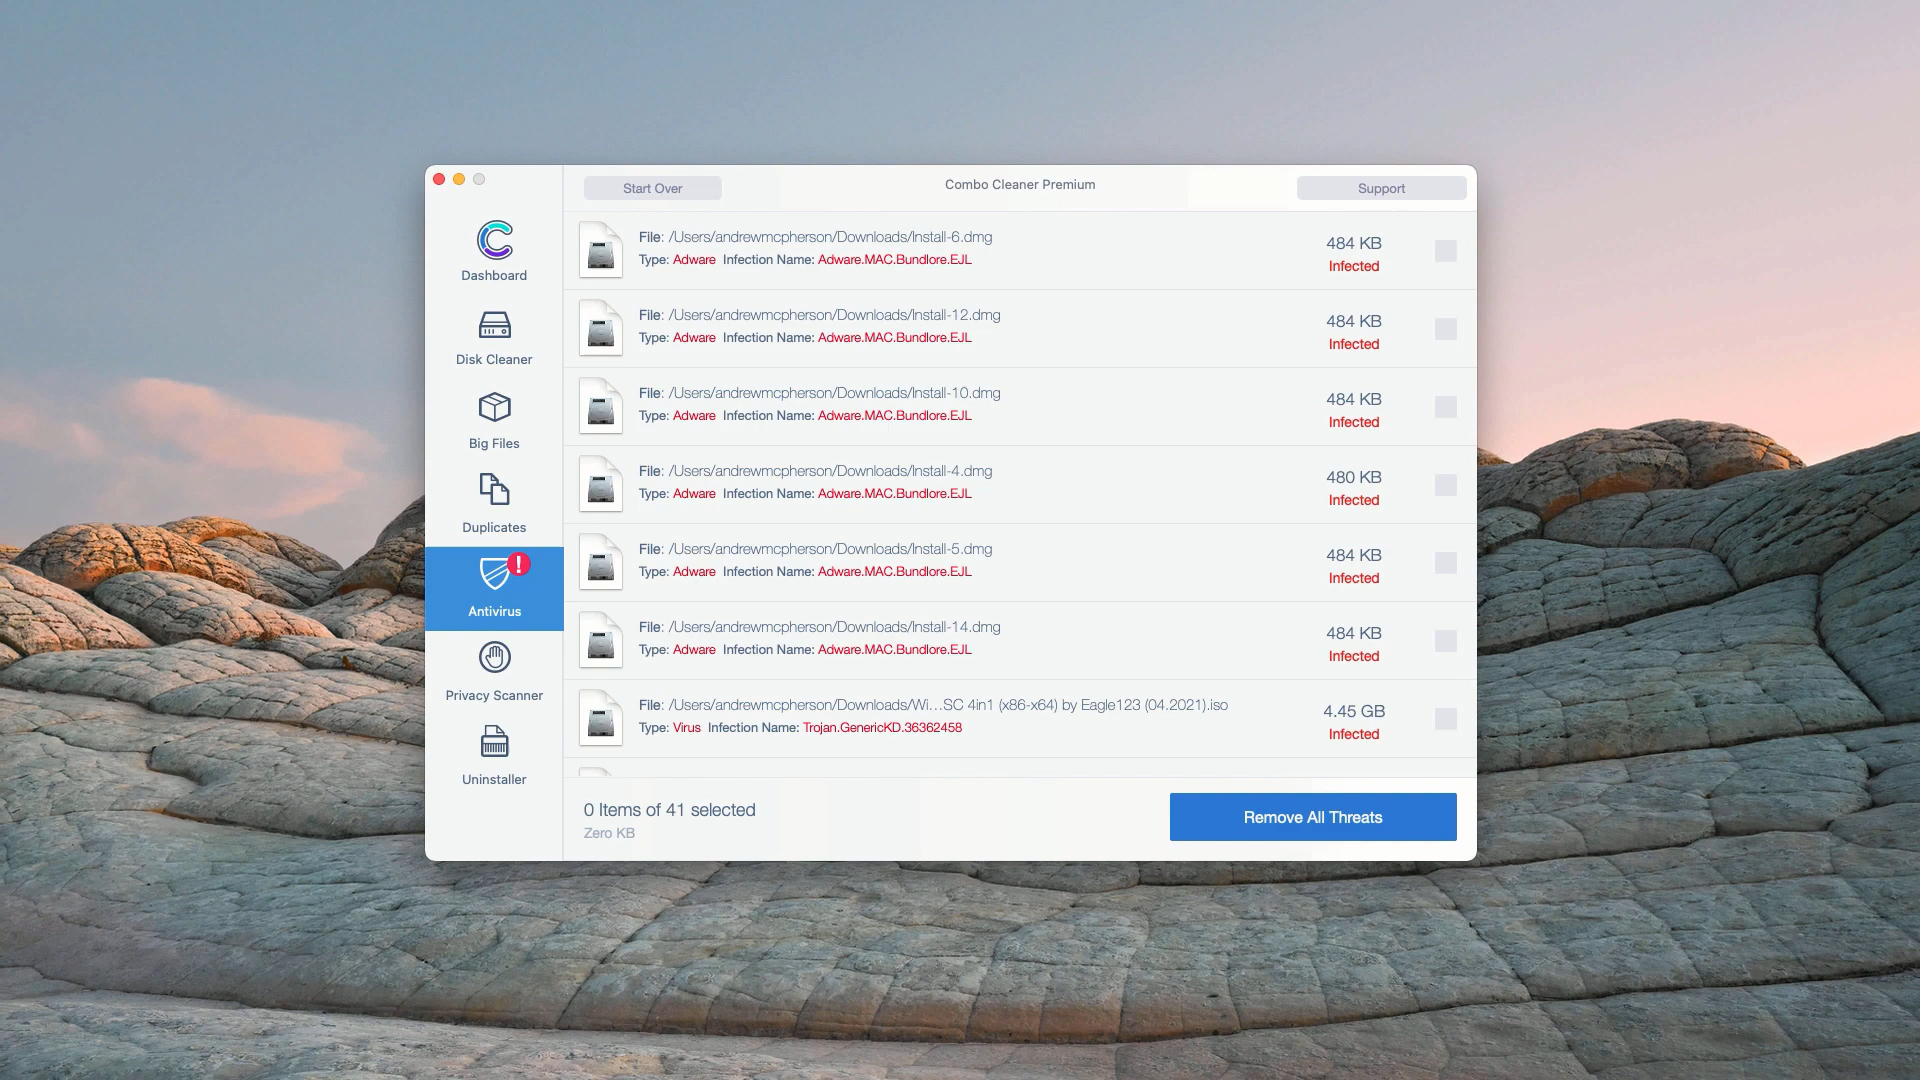 Start Over
Combo Cleaner Premium
Support
Dashboard
Disk Cleaner
Big Files
Duplicates
Antivirus
Privacy Scanner
Uninstaller
File: /Users/andrewmcpherson/Downloads/Install-6.dmg
Type: Adware Infection Name: Adware.MAC.Bundlore.EJL
484 KB
Infected
File: /Users/andrewmcpherson/Downloads/Install-12.dmg
Type: Adware Infection Name: Adware.MAC.Bundlore.EJL
484 KB
Infected
File: /Users/andrewmcpherson/Downloads/Install-10.dmg
Type: Adware Infection Name: Adware.MAC.Bundlore.EJL
484 KB
Infected
File: /Users/andrewmcpherson/Downloads/Install-4.dmg
Type: Adware Infection Name: Adware.MAC.Bundlore.EJL
480 KB
Infected
File: /Users/andrewmcpherson/Downloads/Install-5.dmg
Type: Adware Infection Name: Adware.MAC.Bundlore.EJL
484 KB
Infected
File: /Users/andrewmcpherson/Downloads/Install-14.dmg
Type: Adware Infection Name: Adware.MAC.Bundlore.EJL
484 KB
Infected
File: /Users/andrewmcpherson/Downloads/Wi...SC 4in1 (x86-x64) by Eagle123 (04.2021).iso
Type: Virus Infection Name: Trojan.GenericKD.36362458
4.45 GB
Infected
0 Items of 41 selected
Zero KB
Remove All Threats